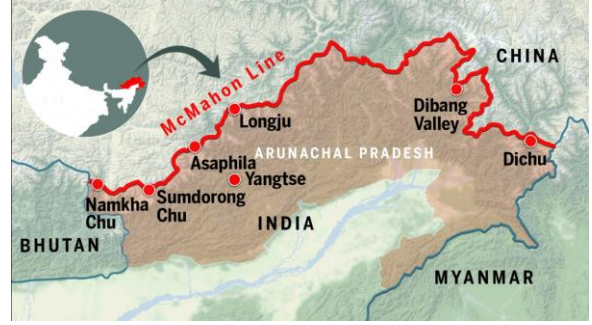 CHINA
McMahon Line
Dibang
Valley
Longju
Asaphila
ARUNACHAL PRADESH
Dichu
Yangtse
Namkha
Chu
Sumdorong
Chu
INDIA
BHUTAN
MYANMAR